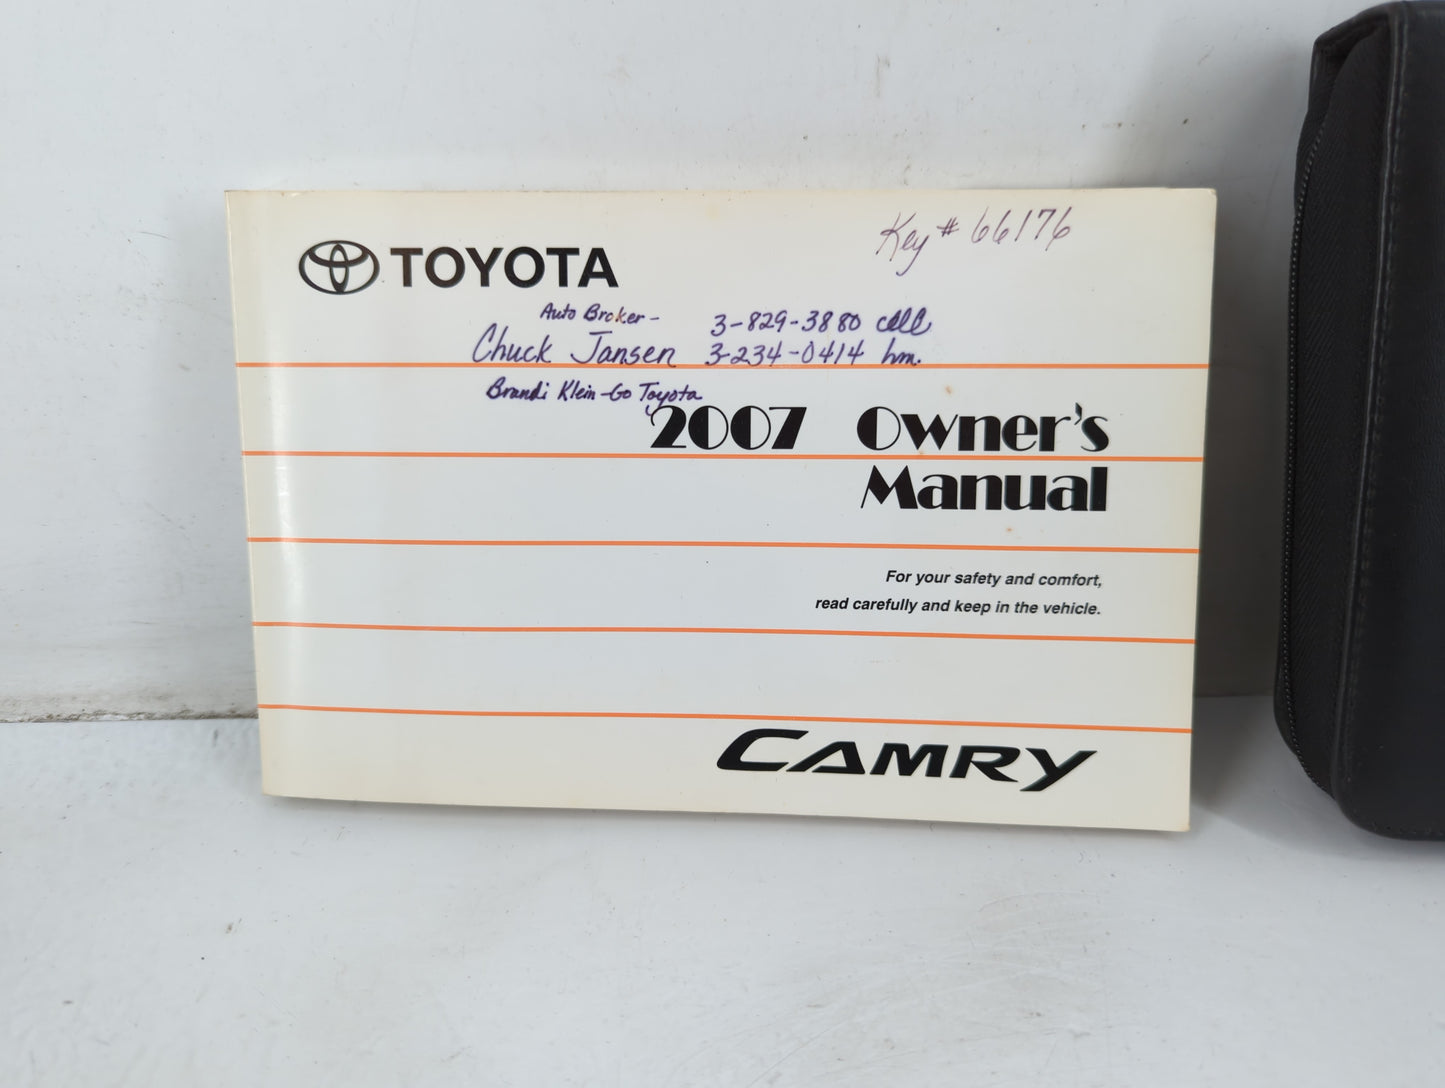 Key # 66176
TOYOTA
Auto Broker - 3-829-3880 cell
Chuck Jansen 3-234-0414 hm.
Brandi Klein - Go Toyota
2007 Owner's
Manual
For your safety and comfort,
read carefully and keep in the vehicle.
CAMRY